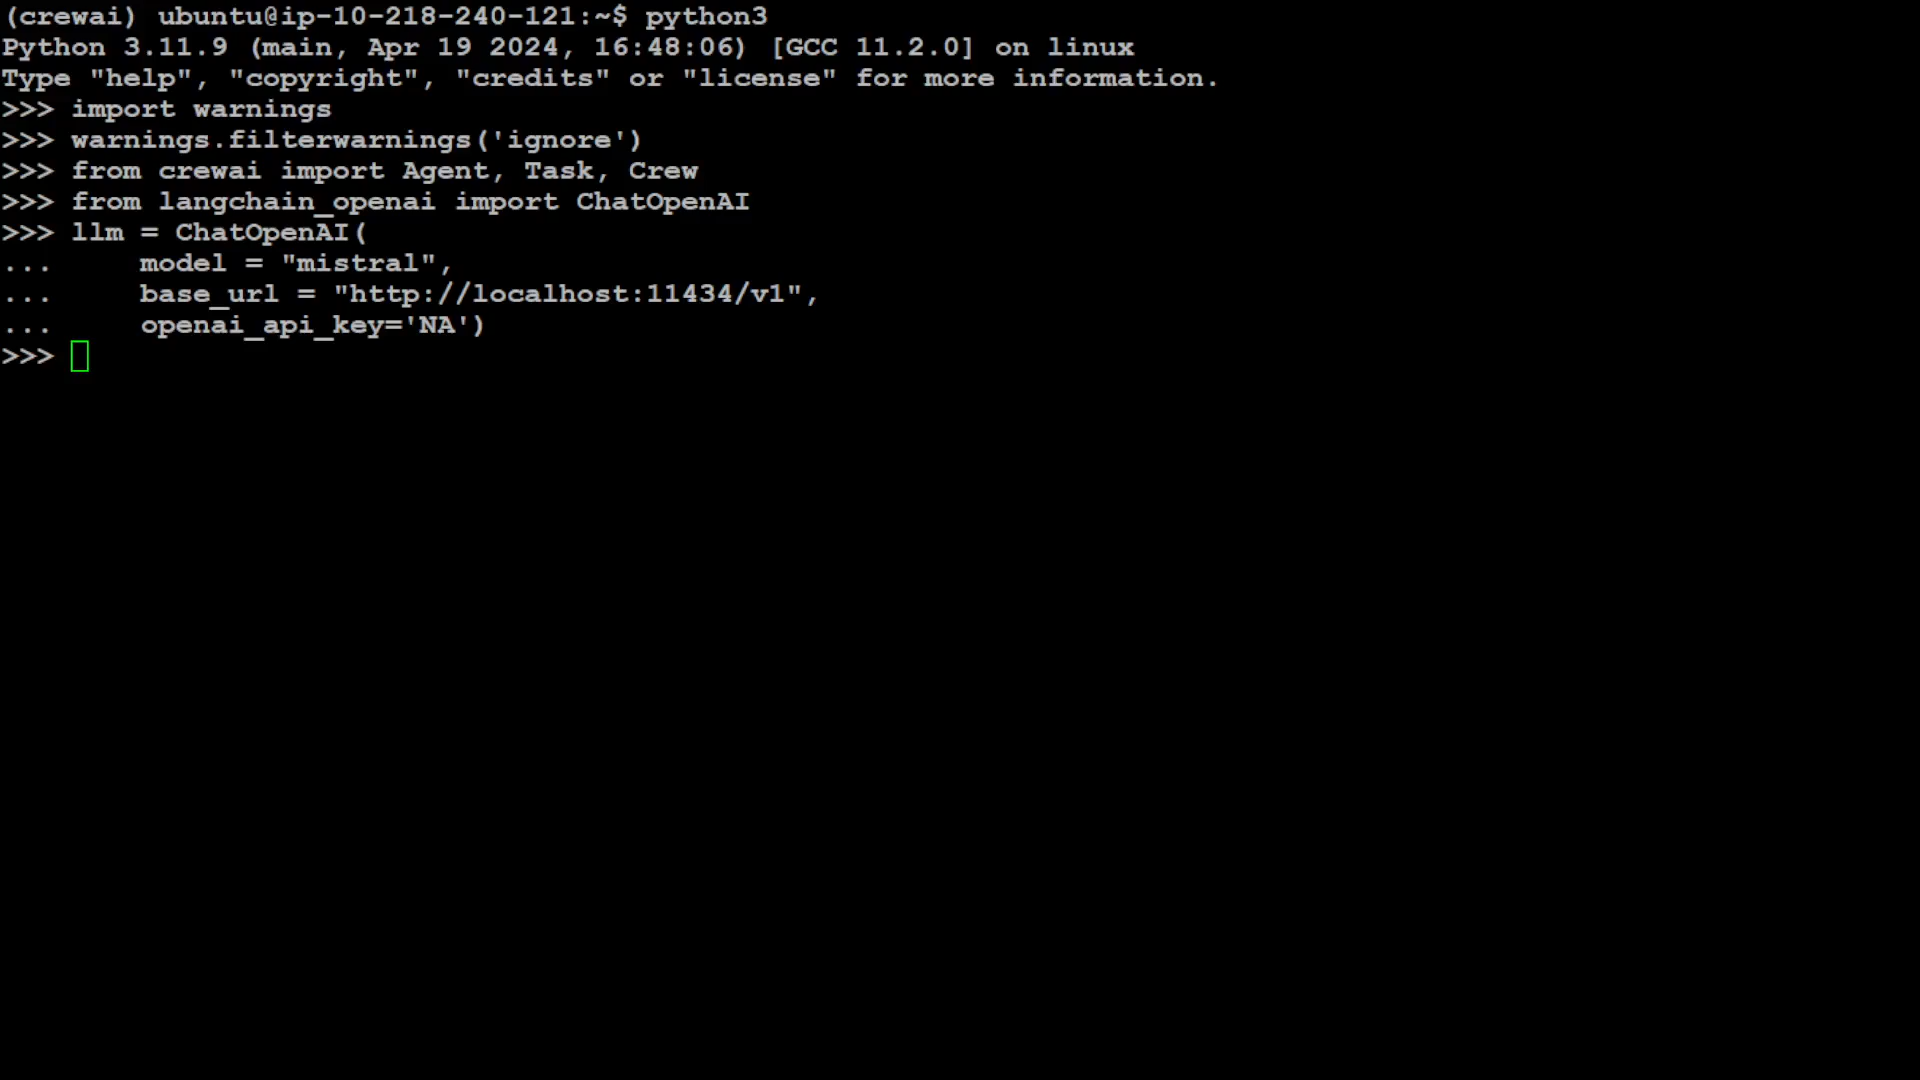 (crewai) ubuntu@ip-10-218-240-121:~$ python3
Python 3.11.9 (main, Apr 19 2024, 16:48:06) [GCC 11.2.0] on linux
Type "help", "copyright", "credits" or "license" for more information.
>>> import warnings
>>> warnings.filterwarnings('ignore')
>>> from crewai import Agent, Task, Crew
>>> from langchain_openai import ChatOpenAI
>>> llm = ChatOpenAI(
...     model = "mistral",
...     base_url = "http://localhost:11434/v1",
...     openai_api_key='NA')
>>>